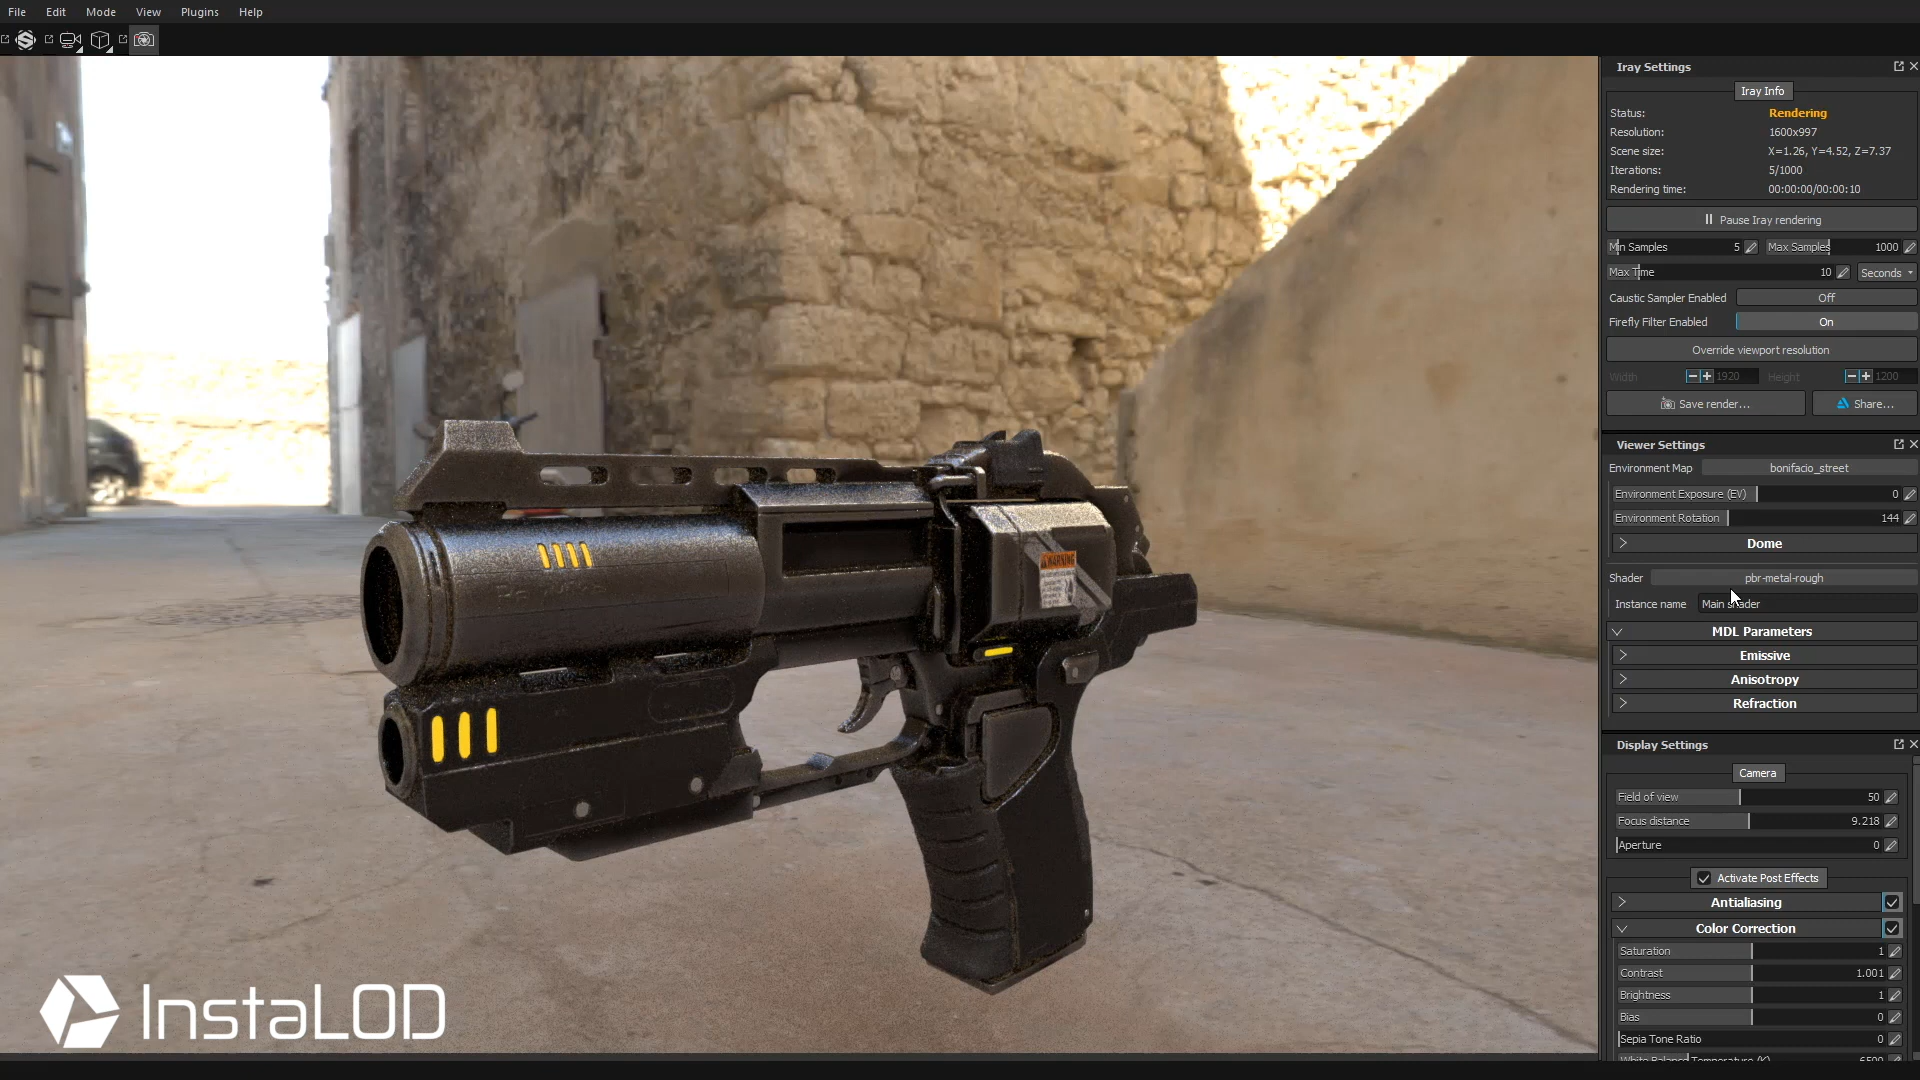 File Edit Mode View Plugins Help
Iray Settings
Iray Info
Status: Rendering
Resolution: 1600x997
Scene size: X=1.26, Y=4.52, Z=7.37
Iterations: 5/1000
Rendering time: 00:00:00/00:00:10
Pause Iray rendering
Min Samples 5 Max Samples 1000
Max Time 10 Seconds
Caustic Sampler Enabled Off
Firefly Filter Enabled On
Override viewport resolution
Width 1920 Height 1200
Save render... Share...
Viewer Settings
Environment Map bonifacio_street
Environment Exposure (EV) 0
Environment Rotation 144
Dome
Shader pbr-metal-rough
Instance name Main shader
MDL Parameters
Emissive
Anisotropy
Refraction
Display Settings
Camera
Field of view 50
Focus distance 9.218
Aperture 0
Activate Post Effects
Antialiasing
Color Correction
Saturation 1
Contrast 1.001
Brightness 1
Bias 0
Sepia Tone Ratio 0
White Balance Temperature (K) 6500
WARNING
InstaLOD